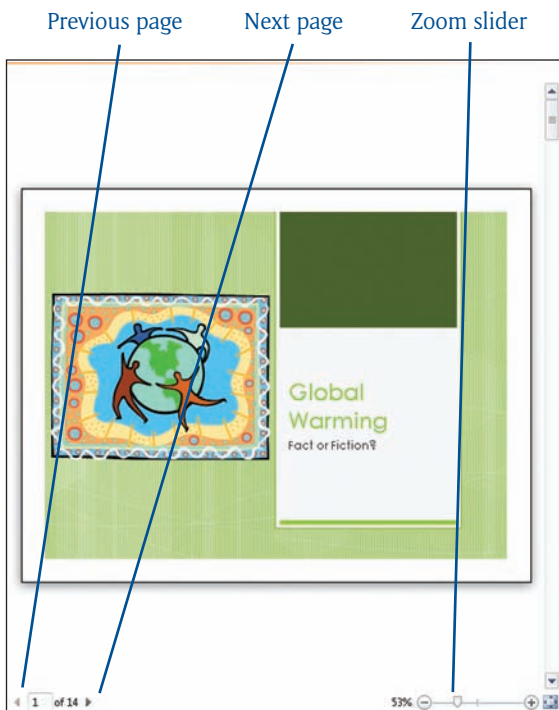 Previous page Next page Zoom slider
Global
Warming
Fact or Fiction?
1 of 14 53%